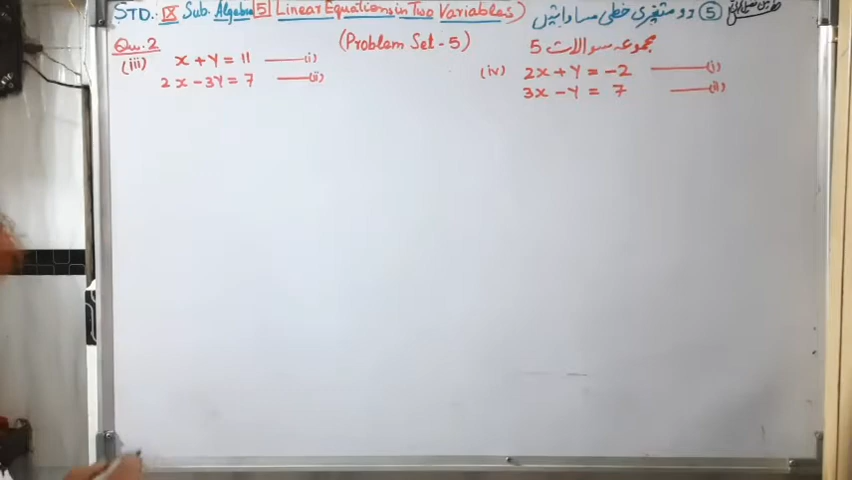 STD. IX Sub. Algebra 5 Linear Equations in Two Variables) دو متغیری خطی مساواتیں 5
Qu.2 (Problem Set - 5) مجموعہ سوالات 5
(iii) x + y = 11 ——(i)
2x - 3y = 7 ——(ii)
(iv) 2x + y = -2 ——(i)
3x - y = 7 ——(ii)